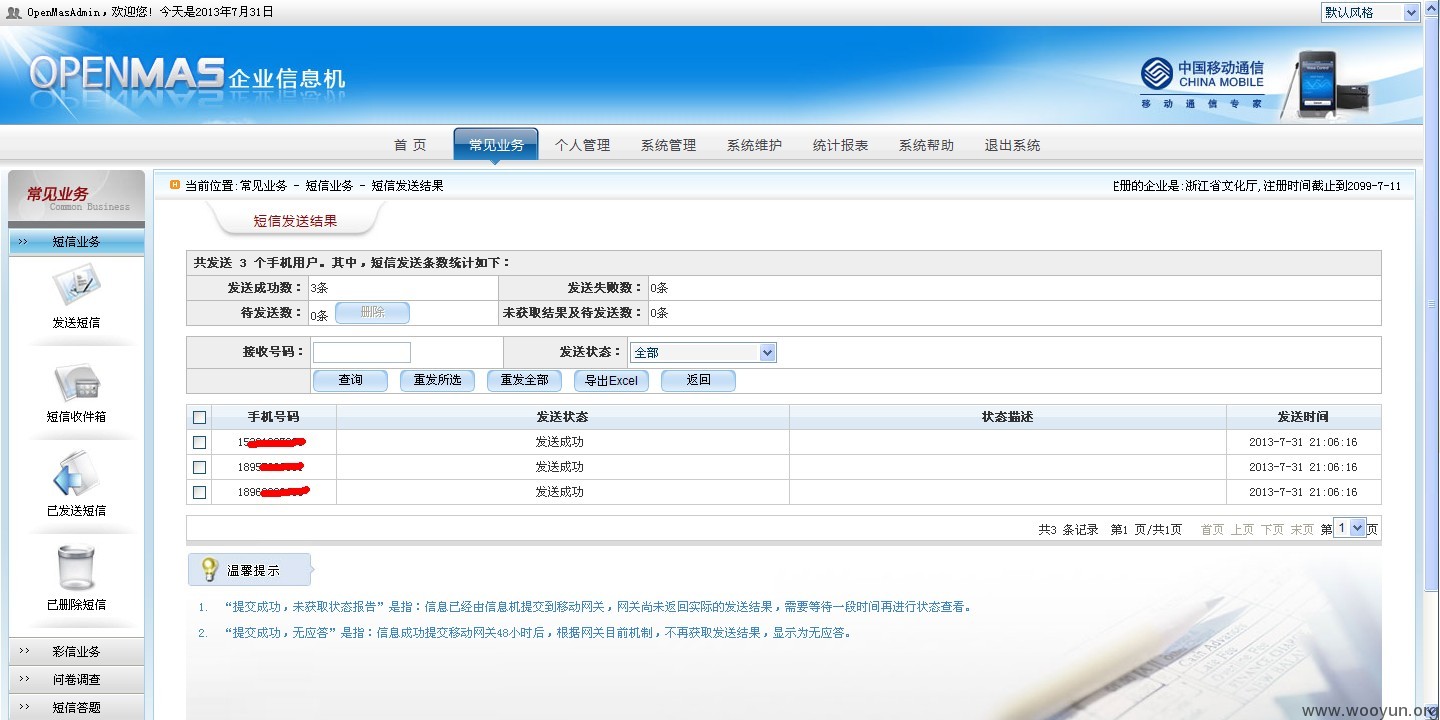 OpenMasAdmin，欢迎您！今天是2013年7月31日
默认风格
OPENMAS企业信息机
中国移动通信
CHINA MOBILE
移动通信专家
首 页 常见业务 个人管理 系统管理 系统维护 统计报表 系统帮助 退出系统
常见业务
Common Business
当前位置:常见业务 - 短信业务 - 短信发送结果
册的企业是:浙江省文化厅,注册时间截止到2099-7-11
>> 短信业务
发送短信
短信收件箱
已发送短信
已删除短信
>> 彩信业务
>> 问卷调查
>> 短信答题
短信发送结果
共发送 3 个手机用户。其中，短信发送条数统计如下：
发送成功数： 3条 发送失败数： 0条
待发送数： 0条 删除 未获取结果及待发送数： 0条
接收号码： 发送状态： 全部
查询 重发所选 重发全部 导出Excel 返回
手机号码 发送状态 状态描述 发送时间
15 发送成功 2013-7-31 21:06:16
189 发送成功 2013-7-31 21:06:16
189 发送成功 2013-7-31 21:06:16
共3 条记录 第1 页/共1页 首页 上页 下页 末页 第 1 页
温馨提示
1. “提交成功，未获取状态报告”是指：信息已经由信息机提交到移动网关，网关尚未返回实际的发送结果，需要等待一段时间再进行状态查看。
2. “提交成功，无应答”是指：信息成功提交移动网关48小时后，根据网关目前机制，不再获取发送结果，显示为无应答。
www.wooyun.org